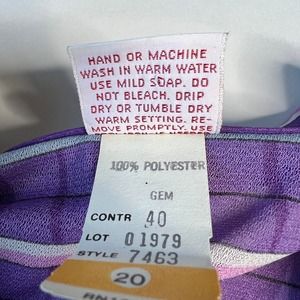 HAND OR MACHINE
WASH IN WARM WATER
USE MILD SOAP. DO
NOT BLEACH. DRIP
DRY OR TUMBLE DRY
WARM SETTING. RE-
MOVE PROMPTLY. USE
100% POLYESTER
GEM
CONTR 40
LOT 01979
STYLE 7463
20